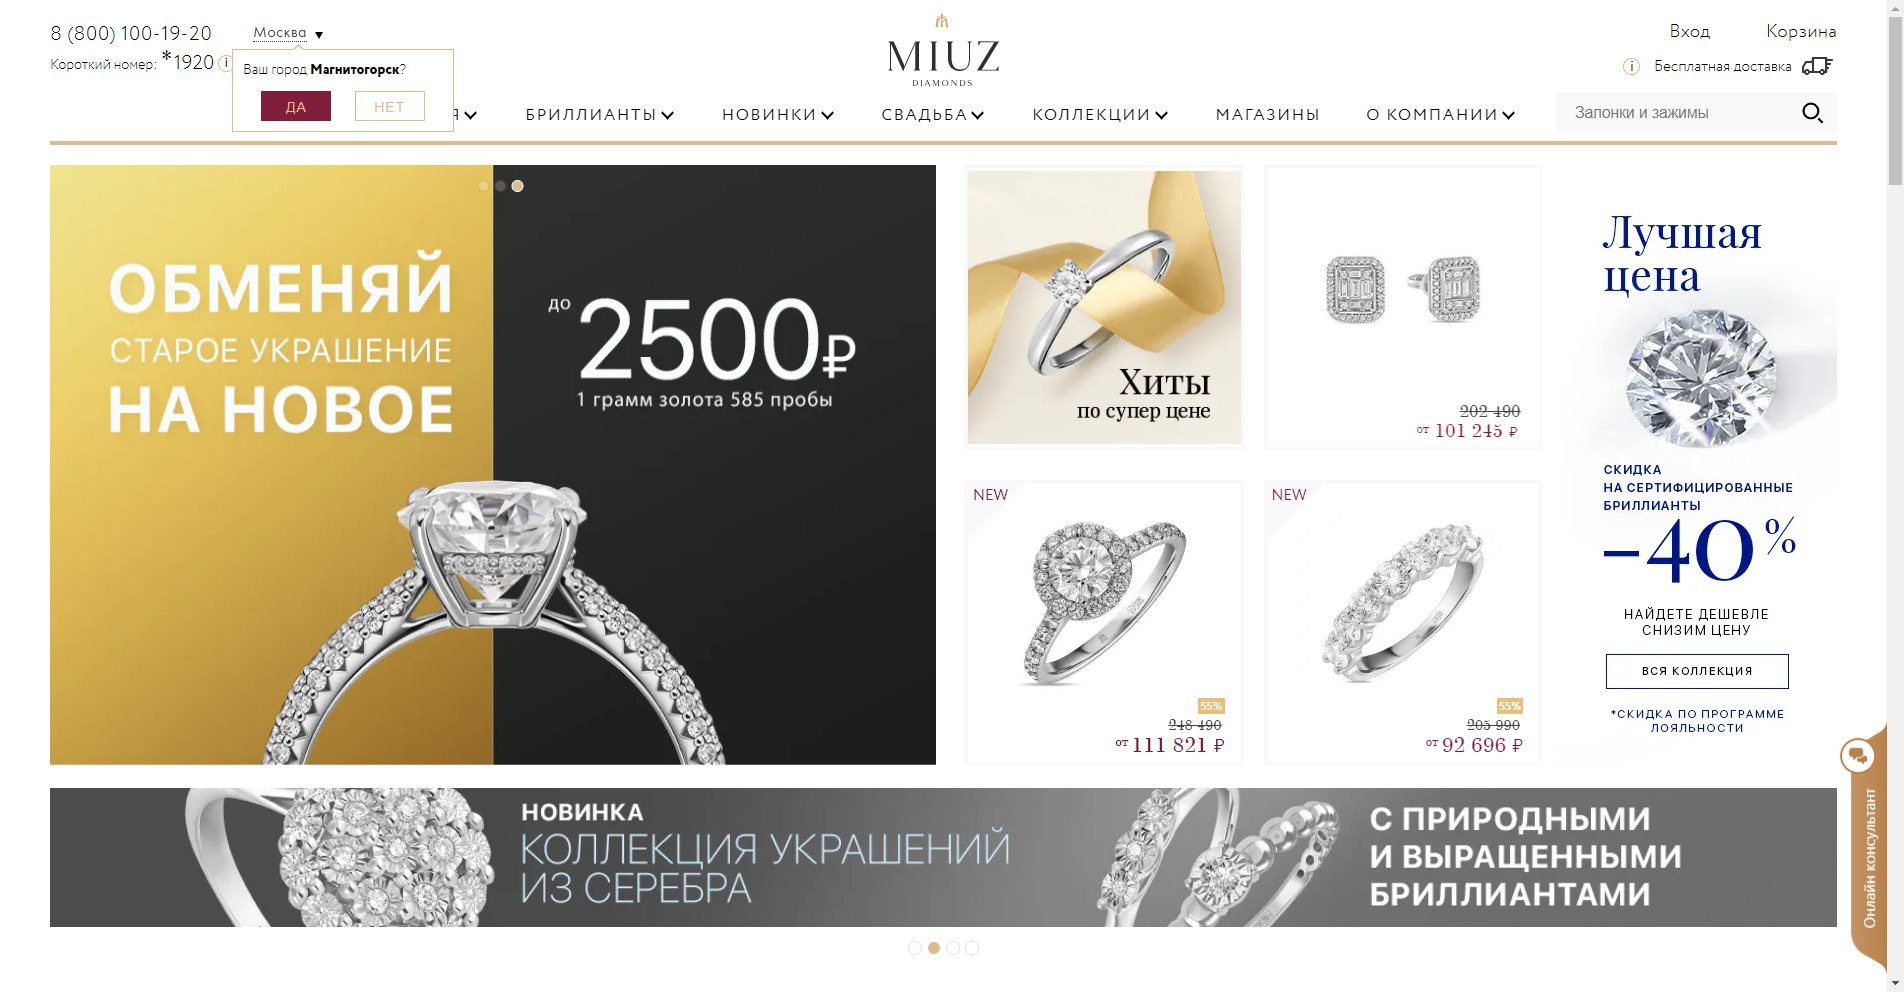 8 (800) 100-19-20
Москва
Короткий номер: *1920
Ваш город Магнитогорск?
ДА
НЕТ
MIUZ
DIAMONDS
Вход
Корзина
Бесплатная доставка
Я
БРИЛЛИАНТЫ
НОВИНКИ
СВАДЬБА
КОЛЛЕКЦИИ
МАГАЗИНЫ
О КОМПАНИИ
Запонки и зажимы
ОБМЕНЯЙ
СТАРОЕ УКРАШЕНИЕ
НА НОВОЕ
до 2500₽
1 грамм золота 585 пробы
Хиты
по супер цене
202 490
от 101 245 ₽
NEW
55%
248 490
от 111 821 ₽
NEW
55%
205 990
от 92 696 ₽
Лучшая
цена
СКИДКА
НА СЕРТИФИЦИРОВАННЫЕ
БРИЛЛИАНТЫ
–40%
НАЙДЕТЕ ДЕШЕВЛЕ
СНИЗИМ ЦЕНУ
ВСЯ КОЛЛЕКЦИЯ
*СКИДКА ПО ПРОГРАММЕ
ЛОЯЛЬНОСТИ
НОВИНКА
КОЛЛЕКЦИЯ УКРАШЕНИЙ
ИЗ СЕРЕБРА
С ПРИРОДНЫМИ
И ВЫРАЩЕННЫМИ
БРИЛЛИАНТАМИ
Онлайн консультант